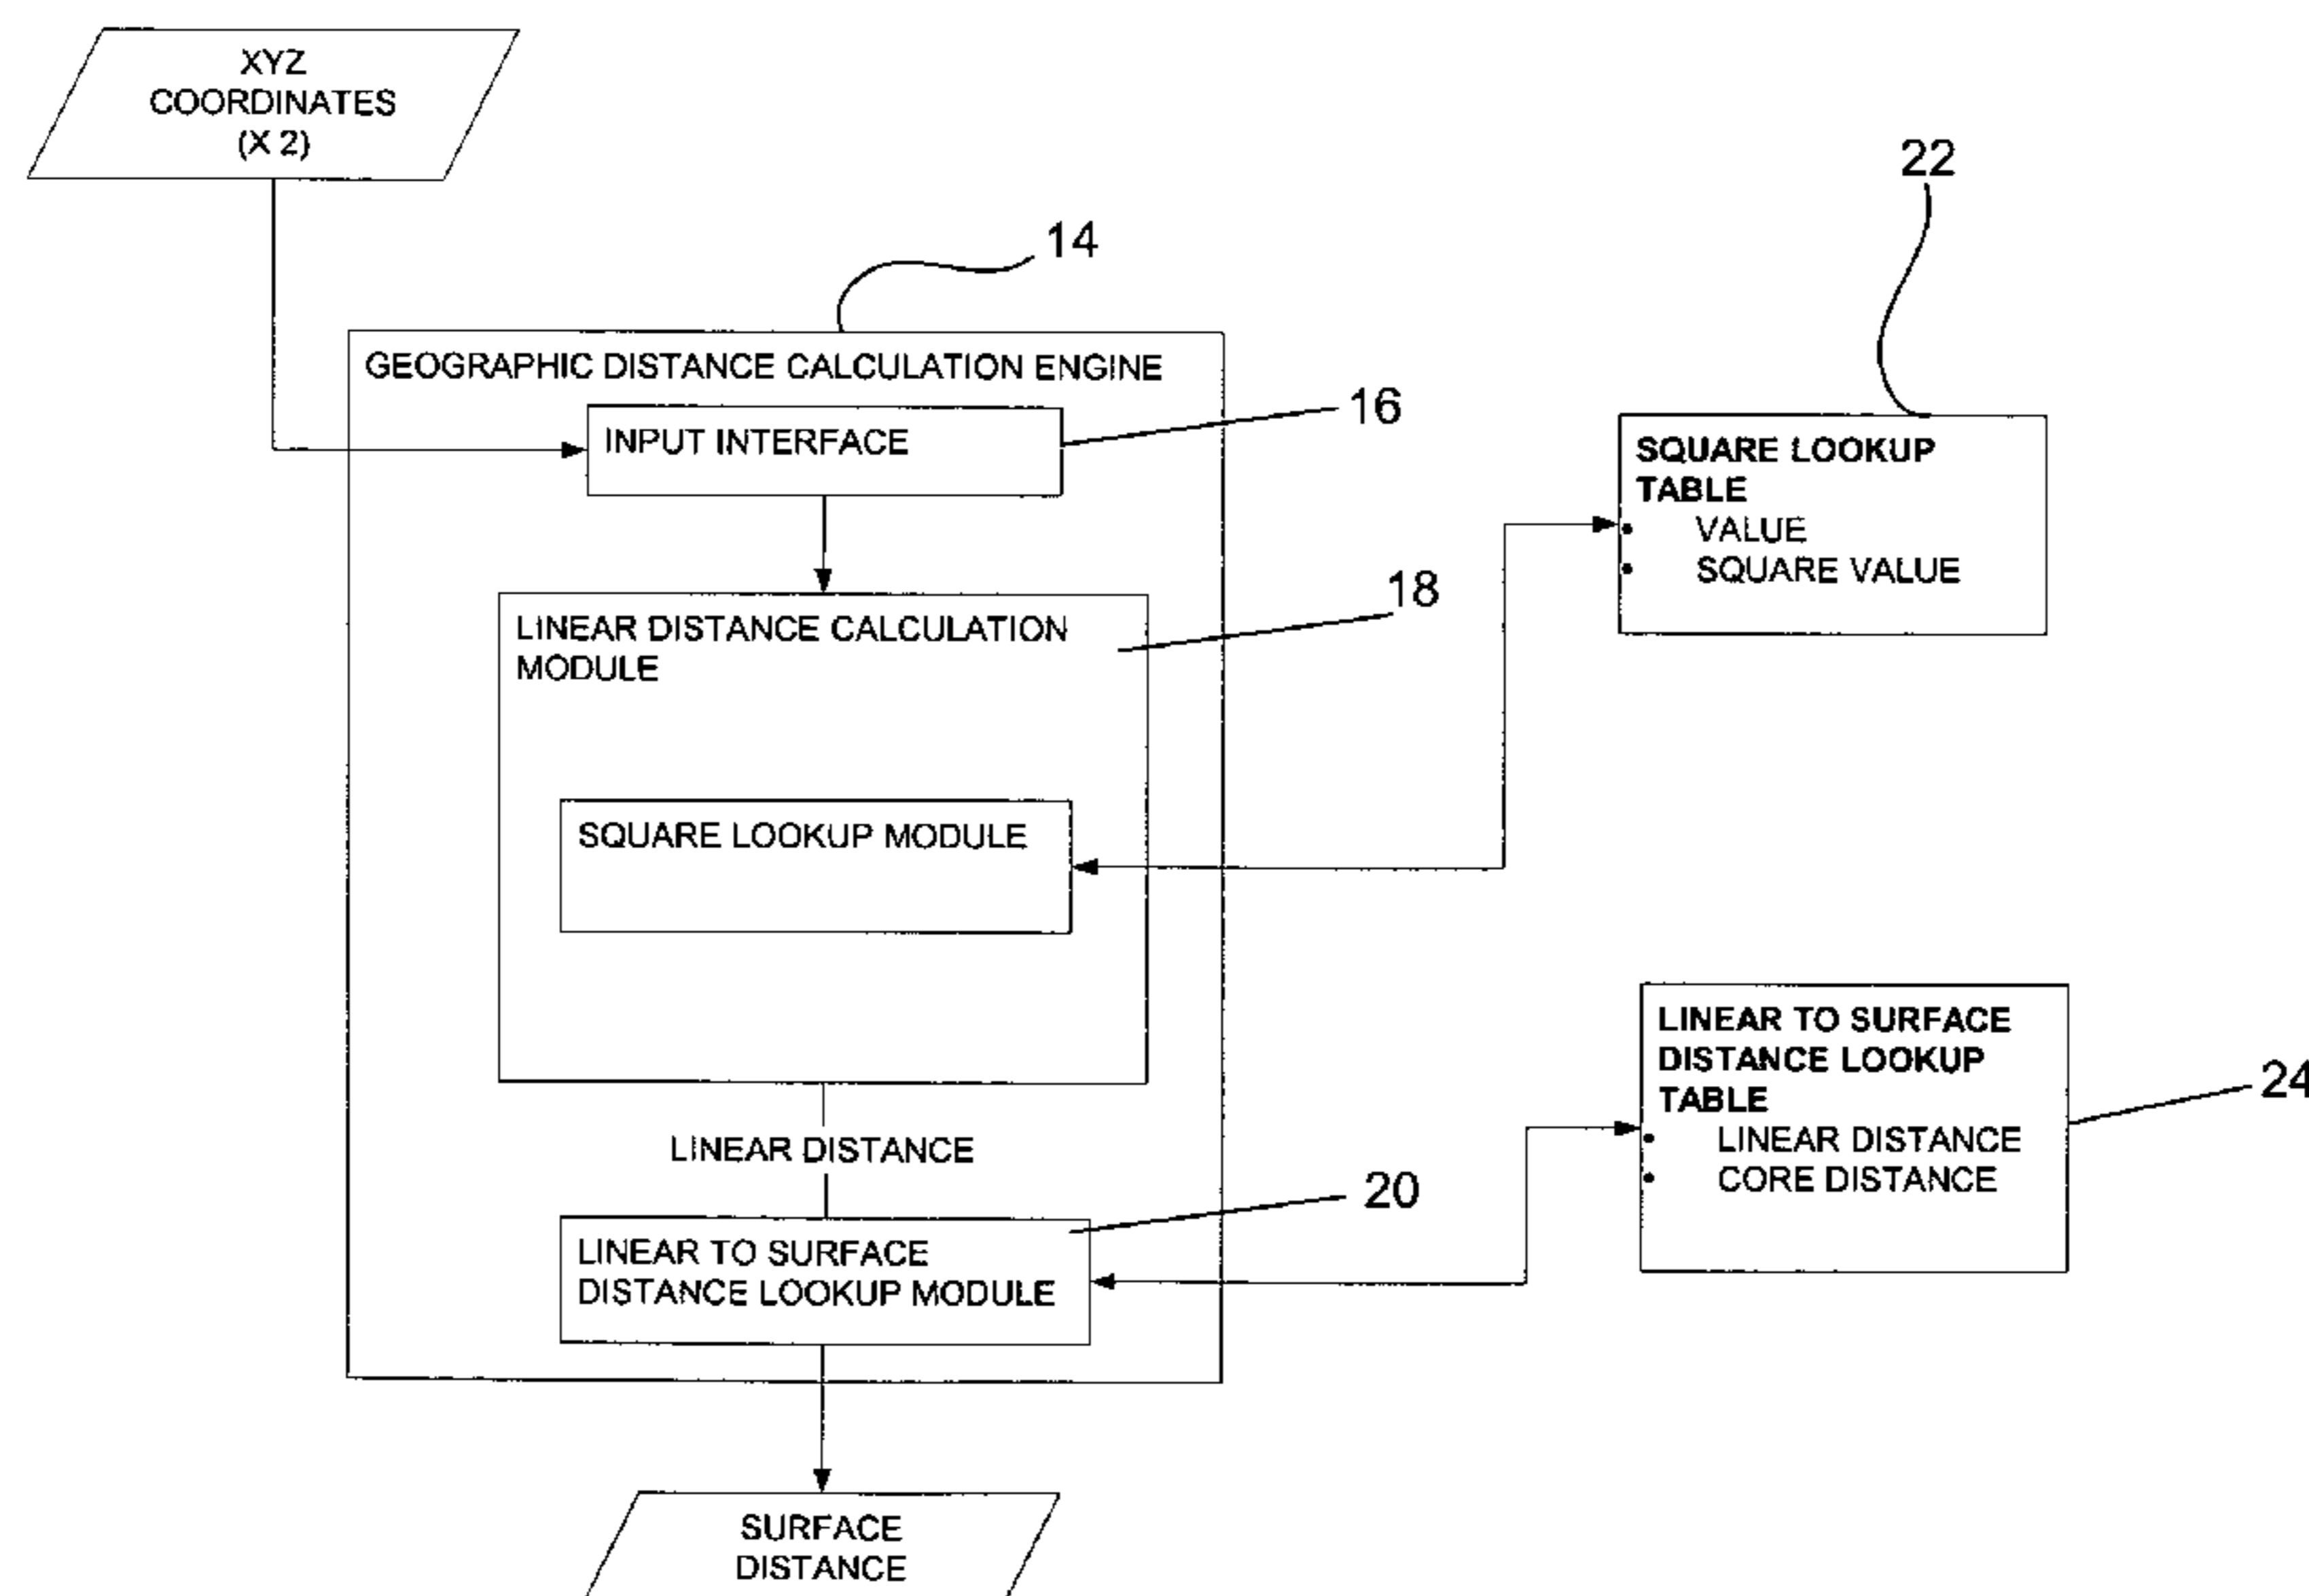 XYZ
COORDINATES
(X 2)
22
14
GEOGRAPHIC DISTANCE CALCULATION ENGINE
16
INPUT INTERFACE
SQUARE LOOKUP
TABLE
• VALUE
• SQUARE VALUE
18
LINEAR DISTANCE CALCULATION
MODULE
SQUARE LOOKUP MODULE
LINEAR TO SURFACE
DISTANCE LOOKUP
TABLE
• LINEAR DISTANCE
• CORE DISTANCE
24
LINEAR DISTANCE
20
LINEAR TO SURFACE
DISTANCE LOOKUP MODULE
SURFACE
DISTANCE